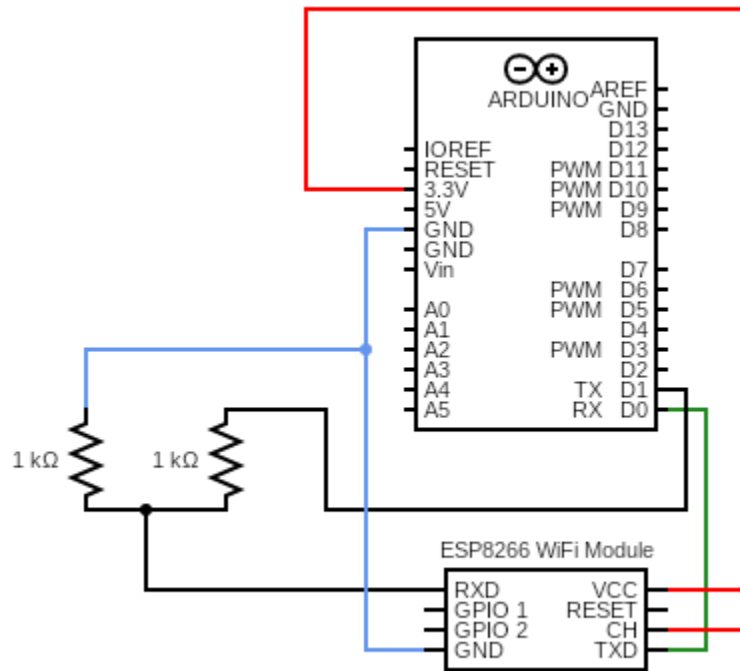 ARDUINO
AREF
GND
D13
IOREF
D12
RESET
PWM D11
3.3V
PWM D10
5V
PWM D9
GND
D8
GND
Vin
D7
PWM D6
A0
PWM D5
A1
D4
A2
PWM D3
A3
D2
A4
TX D1
A5
RX D0
1 kΩ
1 kΩ
ESP8266 WiFi Module
RXD
VCC
GPIO 1
RESET
GPIO 2
CH
GND
TXD